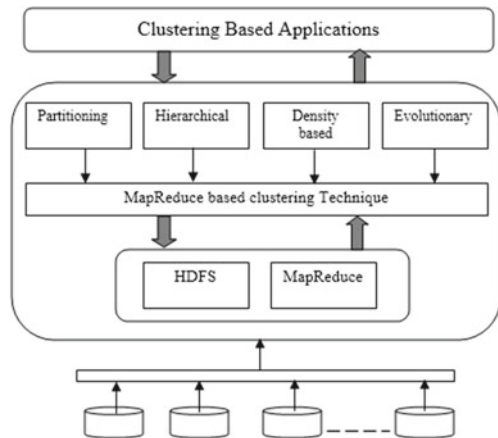 Clustering Based Applications
Partitioning
Hierarchical
Density
based
Evolutionary
MapReduce based clustering Technique
HDFS
MapReduce